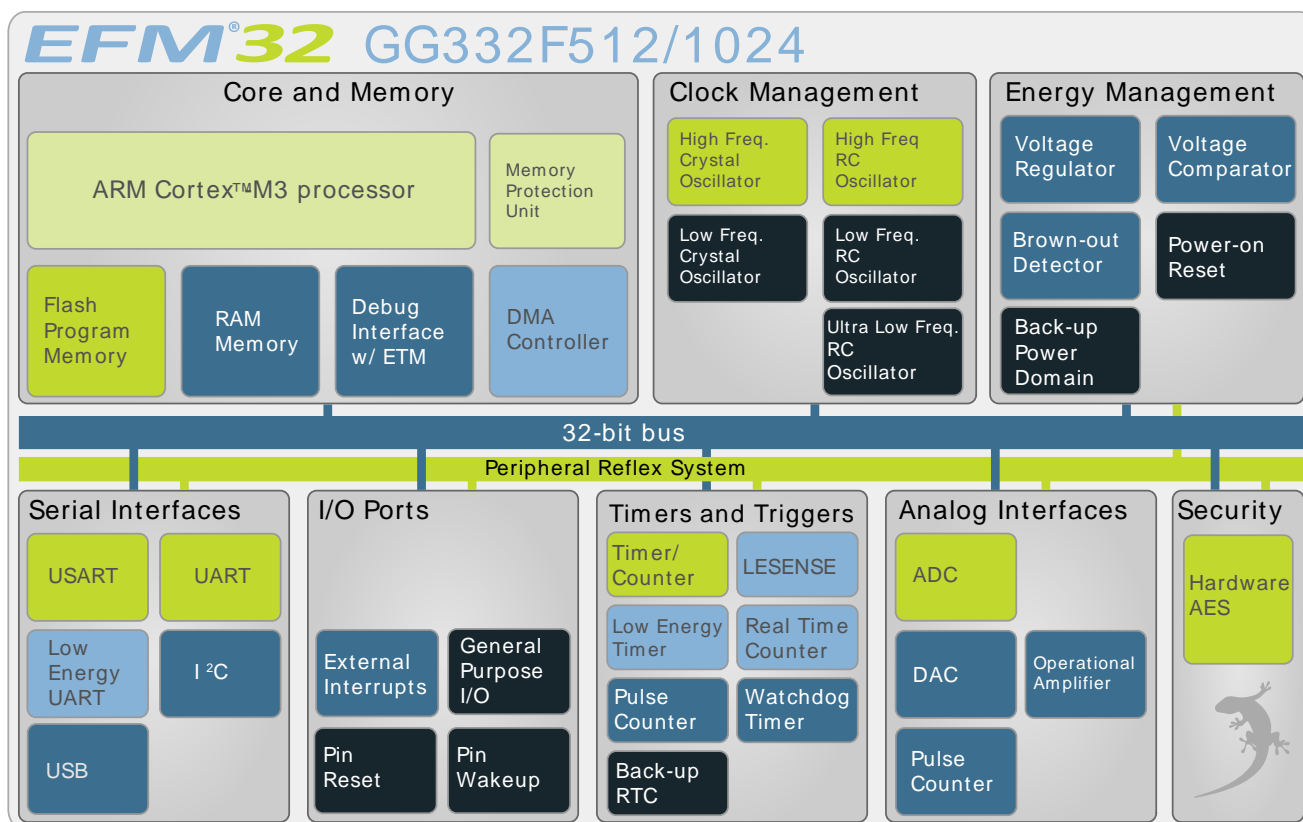 EFM®32 GG332F512/1024
Core and Memory
ARM Cortex™M3 processor
Memory
Protection
Unit
Flash
Program
Memory
RAM
Memory
Debug
Interface
w/ ETM
DMA
Controller
Clock Management
High Freq.
Crystal
Oscillator
High Freq
RC
Oscillator
Low Freq.
Crystal
Oscillator
Low Freq.
RC
Oscillator
Ultra Low Freq.
RC
Oscillator
Energy Management
Voltage
Regulator
Voltage
Comparator
Brown-out
Detector
Power-on
Reset
Back-up
Power
Domain
32-bit bus
Peripheral Reflex System
Serial Interfaces
USART
UART
Low
Energy
UART
I²C
USB
I/O Ports
External
Interrupts
General
Purpose
I/O
Pin
Reset
Pin
Wakeup
Timers and Triggers
Timer/
Counter
LESENSE
Low Energy
Timer
Real Time
Counter
Pulse
Counter
Watchdog
Timer
Back-up
RTC
Analog Interfaces
ADC
DAC
Operational
Amplifier
Pulse
Counter
Security
Hardware
AES